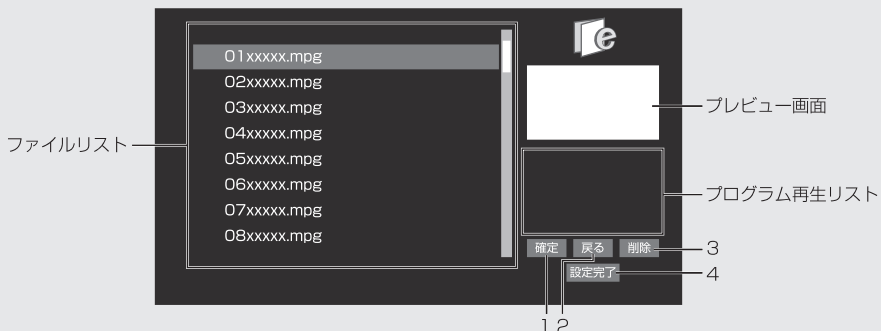 01xxxxx.mpg
02xxxxx.mpg
03xxxxx.mpg
04xxxxx.mpg
05xxxxx.mpg
06xxxxx.mpg
07xxxxx.mpg
08xxxxx.mpg
ファイルリスト
e
プレビュー画面
プログラム再生リスト
確定 戻る 削除 3
設定完了 4
1 2